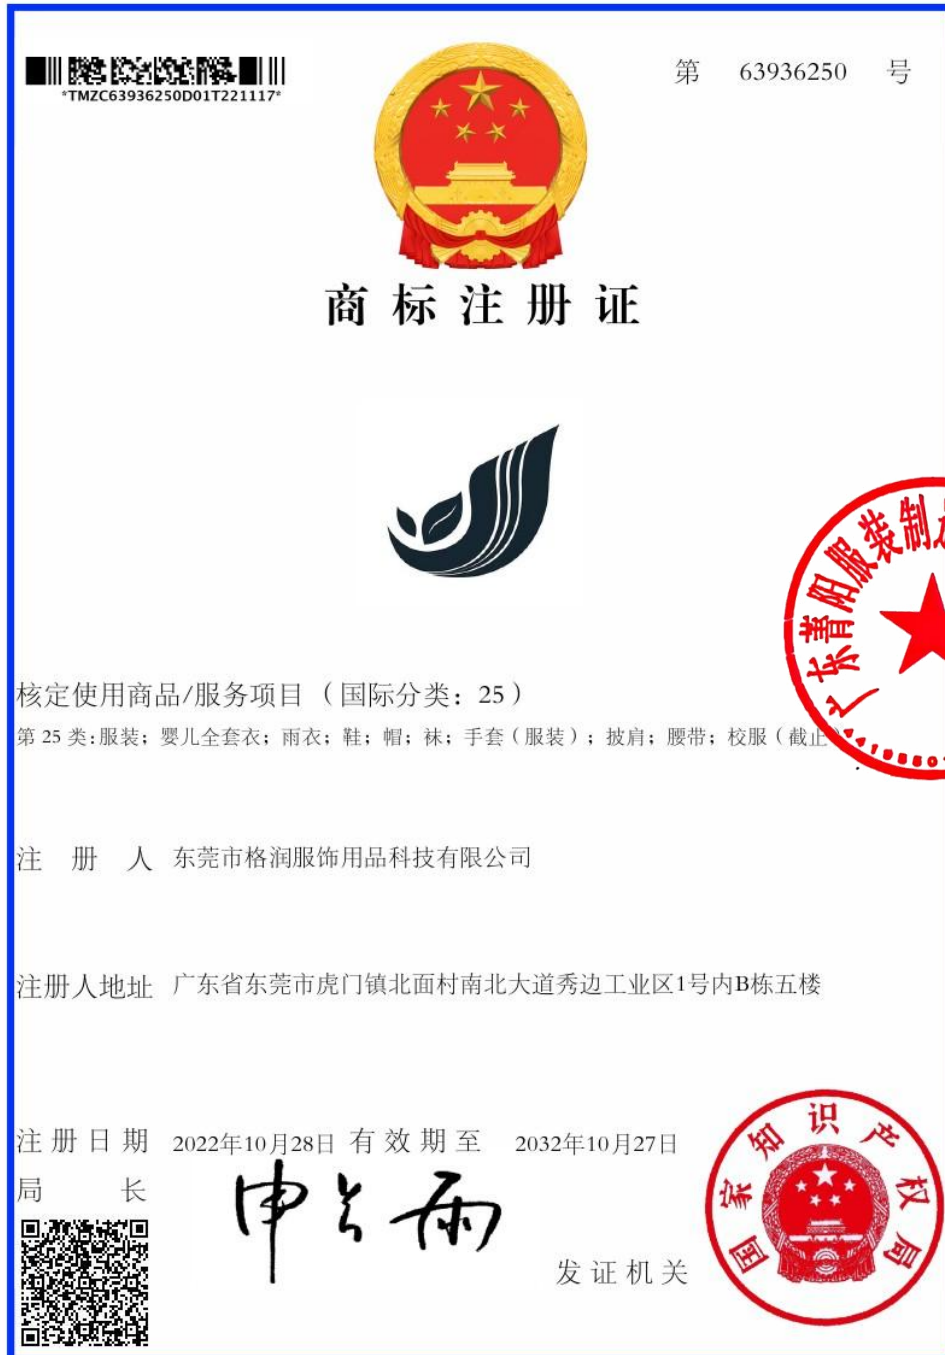 第 63936250 号
*TMZC63936250D01T221117*
商标注册证
核定使用商品/服务项目（国际分类：25）
第 25 类:服装；婴儿全套衣；雨衣；鞋；帽；袜；手套（服装）；披肩；腰带；校服（截止）
注册人 东莞市格润服饰用品科技有限公司
注册人地址 广东省东莞市虎门镇北面村南北大道秀边工业区1号内B栋五楼
注册日期 2022年10月28日 有效期至 2032年10月27日
局长 申长雨
发证机关
国家知识产权局
服装制